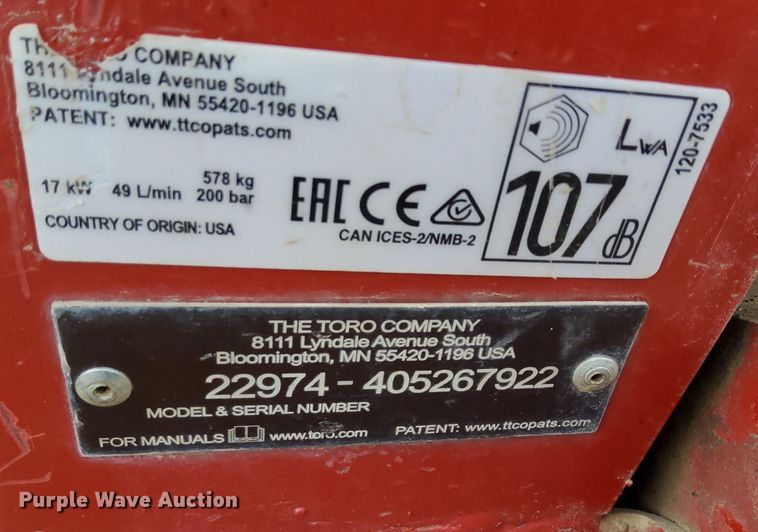 THE TORO COMPANY
8111 Lyndale Avenue South
Bloomington, MN 55420-1196 USA
PATENT: www.ttcopats.com
578 kg
17 kW 49 L/min 200 bar
COUNTRY OF ORIGIN: USA
EAC CE
CAN ICES-2/NMB-2
LWA
107 dB
120-7533
THE TORO COMPANY
8111 Lyndale Avenue South
Bloomington, MN 55420-1196 USA
22974 - 405267922
MODEL & SERIAL NUMBER
FOR MANUALS www.toro.com PATENT: www.ttcopats.com
Purple Wave Auction